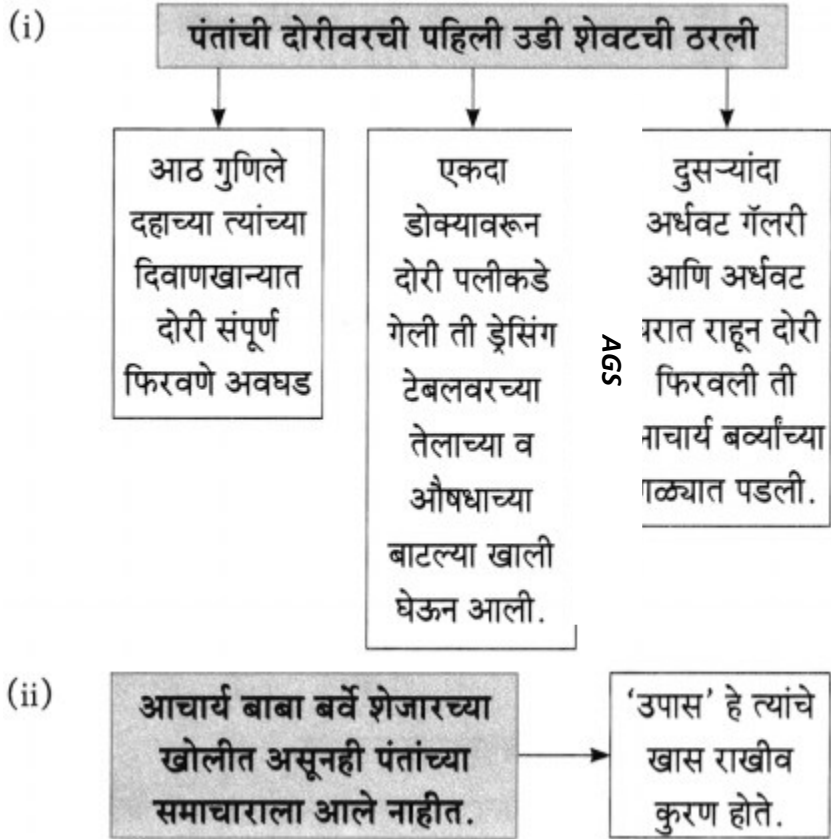 (i)
पंतांची दोरीवरची पहिली उडी शेवटची ठरली
आठ गुणिले
दहाच्या त्यांच्या
दिवाणखान्यात
दोरी संपूर्ण
फिरवणे अवघड
एकदा
डोक्यावरून
दोरी पलीकडे
गेली ती ड्रेसिंग
टेबलवरच्या
तेलाच्या व
औषधाच्या
बाटल्या खाली
घेऊन आली.
AGS
दुसऱ्यांदा
अर्धवट गॅलरी
आणि अर्धवट
राहून दोरी
फिरवली ती
बर्व्यांच्या
पडली.
(ii)
आचार्य बाबा बर्वे शेजारच्या
खोलीत असूनही पंतांच्या
समाचाराला आले नाहीत.
‘उपास’ हे त्यांचे
खास राखीव
कुरण होते.